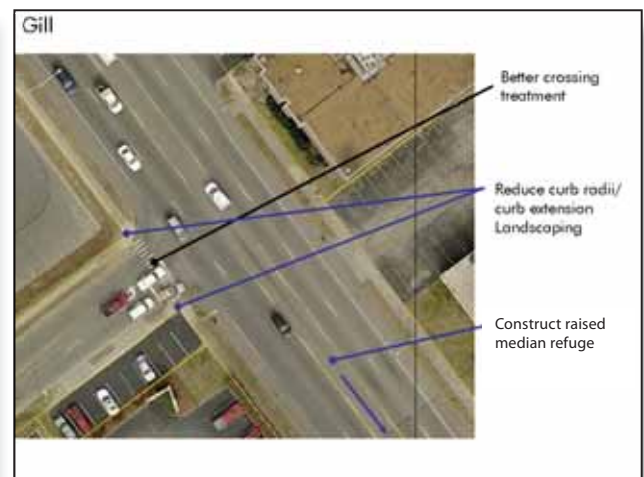 Gill
Better crossing
treatment
Reduce curb radii/
curb extension
Landscaping
Construct raised
median refuge